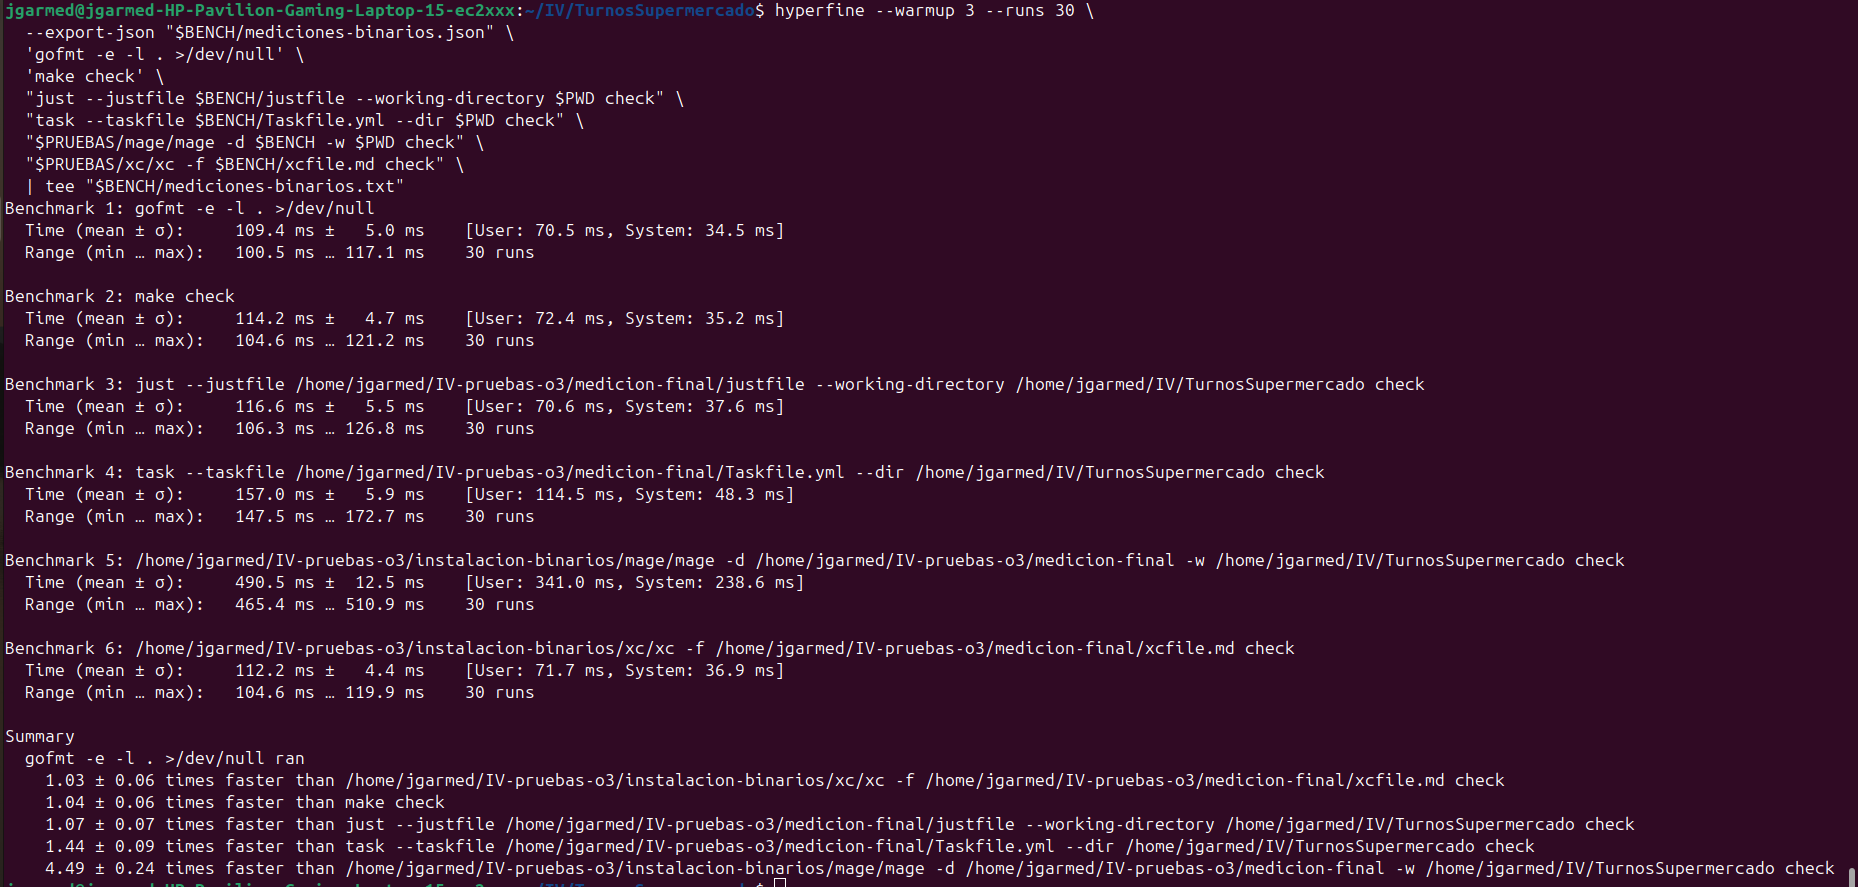 jgarmed@jgarmed-HP-Pavilion-Gaming-Laptop-15-ec2xxx:~/IV/TurnosSupermercado$ hyperfine --warmup 3 --runs 30 \
  --export-json "$BENCH/mediciones-binarios.json" \
  'gofmt -e -l . >/dev/null' \
  'make check' \
  "just --justfile $BENCH/justfile --working-directory $PWD check" \
  "task --taskfile $BENCH/Taskfile.yml --dir $PWD check" \
  "$PRUEBAS/mage/mage -d $BENCH -w $PWD check" \
  "$PRUEBAS/xc/xc -f $BENCH/xcfile.md check" \
  | tee "$BENCH/mediciones-binarios.txt"
Benchmark 1: gofmt -e -l . >/dev/null
  Time (mean ± σ):     109.4 ms ±   5.0 ms    [User: 70.5 ms, System: 34.5 ms]
  Range (min … max):   100.5 ms … 117.1 ms    30 runs

Benchmark 2: make check
  Time (mean ± σ):     114.2 ms ±   4.7 ms    [User: 72.4 ms, System: 35.2 ms]
  Range (min … max):   104.6 ms … 121.2 ms    30 runs

Benchmark 3: just --justfile /home/jgarmed/IV-pruebas-o3/medicion-final/justfile --working-directory /home/jgarmed/IV/TurnosSupermercado check
  Time (mean ± σ):     116.6 ms ±   5.5 ms    [User: 70.6 ms, System: 37.6 ms]
  Range (min … max):   106.3 ms … 126.8 ms    30 runs

Benchmark 4: task --taskfile /home/jgarmed/IV-pruebas-o3/medicion-final/Taskfile.yml --dir /home/jgarmed/IV/TurnosSupermercado check
  Time (mean ± σ):     157.0 ms ±   5.9 ms    [User: 114.5 ms, System: 48.3 ms]
  Range (min … max):   147.5 ms … 172.7 ms    30 runs

Benchmark 5: /home/jgarmed/IV-pruebas-o3/instalacion-binarios/mage/mage -d /home/jgarmed/IV-pruebas-o3/medicion-final -w /home/jgarmed/IV/TurnosSupermercado check
  Time (mean ± σ):     490.5 ms ±  12.5 ms    [User: 341.0 ms, System: 238.6 ms]
  Range (min … max):   465.4 ms … 510.9 ms    30 runs

Benchmark 6: /home/jgarmed/IV-pruebas-o3/instalacion-binarios/xc/xc -f /home/jgarmed/IV-pruebas-o3/medicion-final/xcfile.md check
  Time (mean ± σ):     112.2 ms ±   4.4 ms    [User: 71.7 ms, System: 36.9 ms]
  Range (min … max):   104.6 ms … 119.9 ms    30 runs

Summary
  gofmt -e -l . >/dev/null ran
    1.03 ± 0.06 times faster than /home/jgarmed/IV-pruebas-o3/instalacion-binarios/xc/xc -f /home/jgarmed/IV-pruebas-o3/medicion-final/xcfile.md check
    1.04 ± 0.06 times faster than make check
    1.07 ± 0.07 times faster than just --justfile /home/jgarmed/IV-pruebas-o3/medicion-final/justfile --working-directory /home/jgarmed/IV/TurnosSupermercado check
    1.44 ± 0.09 times faster than task --taskfile /home/jgarmed/IV-pruebas-o3/medicion-final/Taskfile.yml --dir /home/jgarmed/IV/TurnosSupermercado check
    4.49 ± 0.24 times faster than /home/jgarmed/IV-pruebas-o3/instalacion-binarios/mage/mage -d /home/jgarmed/IV-pruebas-o3/medicion-final -w /home/jgarmed/IV/TurnosSupermercado check